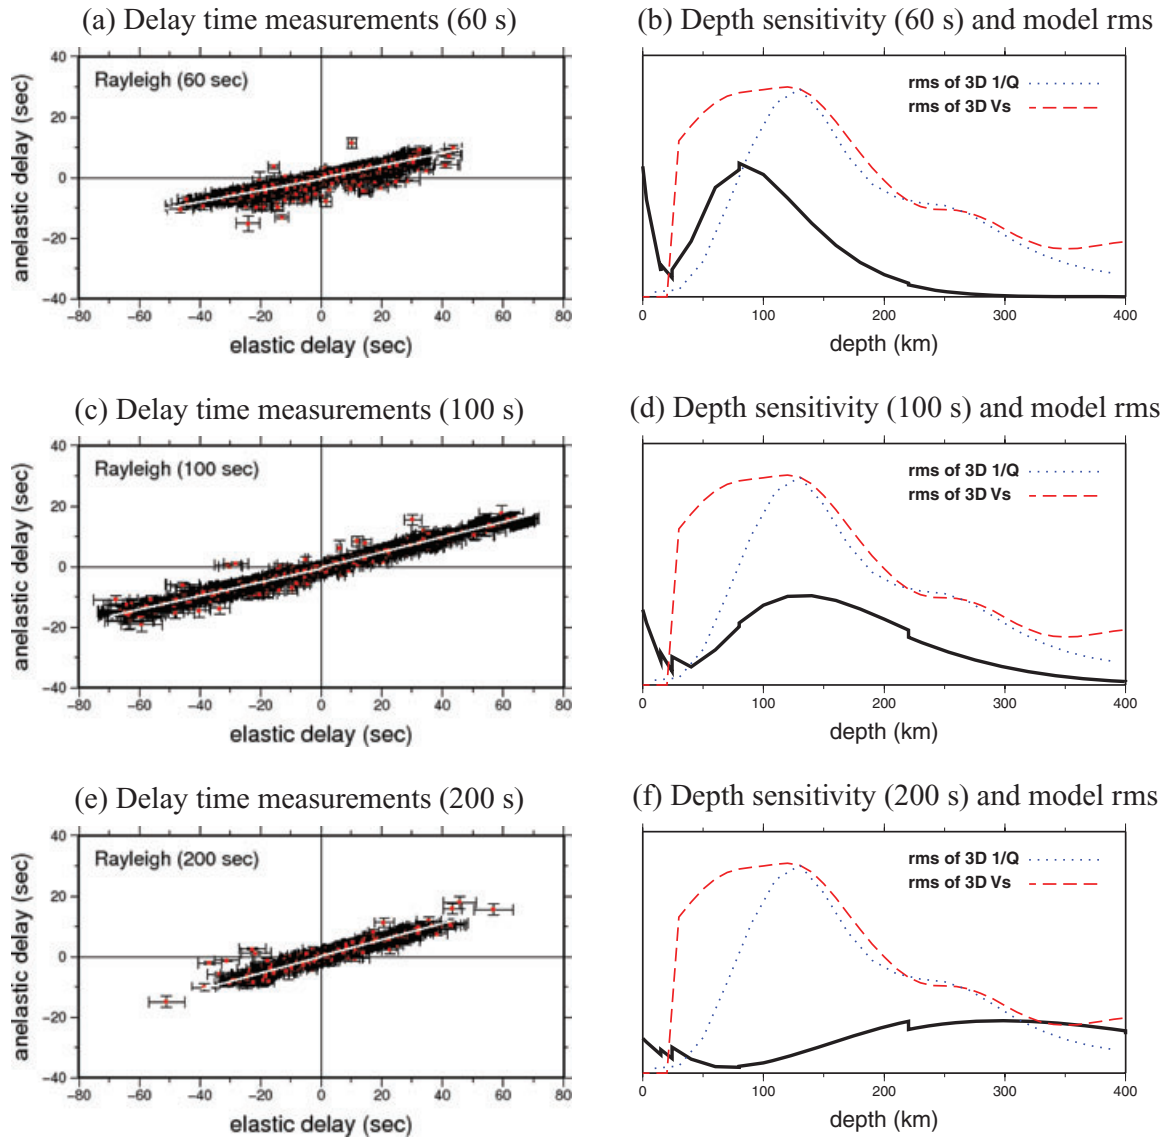 (a) Delay time measurements (60 s)
(b) Depth sensitivity (60 s) and model rms
40
20
0
−20
−40
anelastic delay (sec)
Rayleigh (60 sec)
−80 −60 −40 −20 0 20 40 60 80
elastic delay (sec)
rms of 3D 1/Q
rms of 3D Vs
0 100 200 300 400
depth (km)
(c) Delay time measurements (100 s)
(d) Depth sensitivity (100 s) and model rms
40
20
0
−20
−40
anelastic delay (sec)
Rayleigh (100 sec)
−80 −60 −40 −20 0 20 40 60 80
elastic delay (sec)
rms of 3D 1/Q
rms of 3D Vs
0 100 200 300 400
depth (km)
(e) Delay time measurements (200 s)
(f) Depth sensitivity (200 s) and model rms
40
20
0
−20
−40
anelastic delay (sec)
Rayleigh (200 sec)
−80 −60 −40 −20 0 20 40 60 80
elastic delay (sec)
rms of 3D 1/Q
rms of 3D Vs
0 100 200 300 400
depth (km)